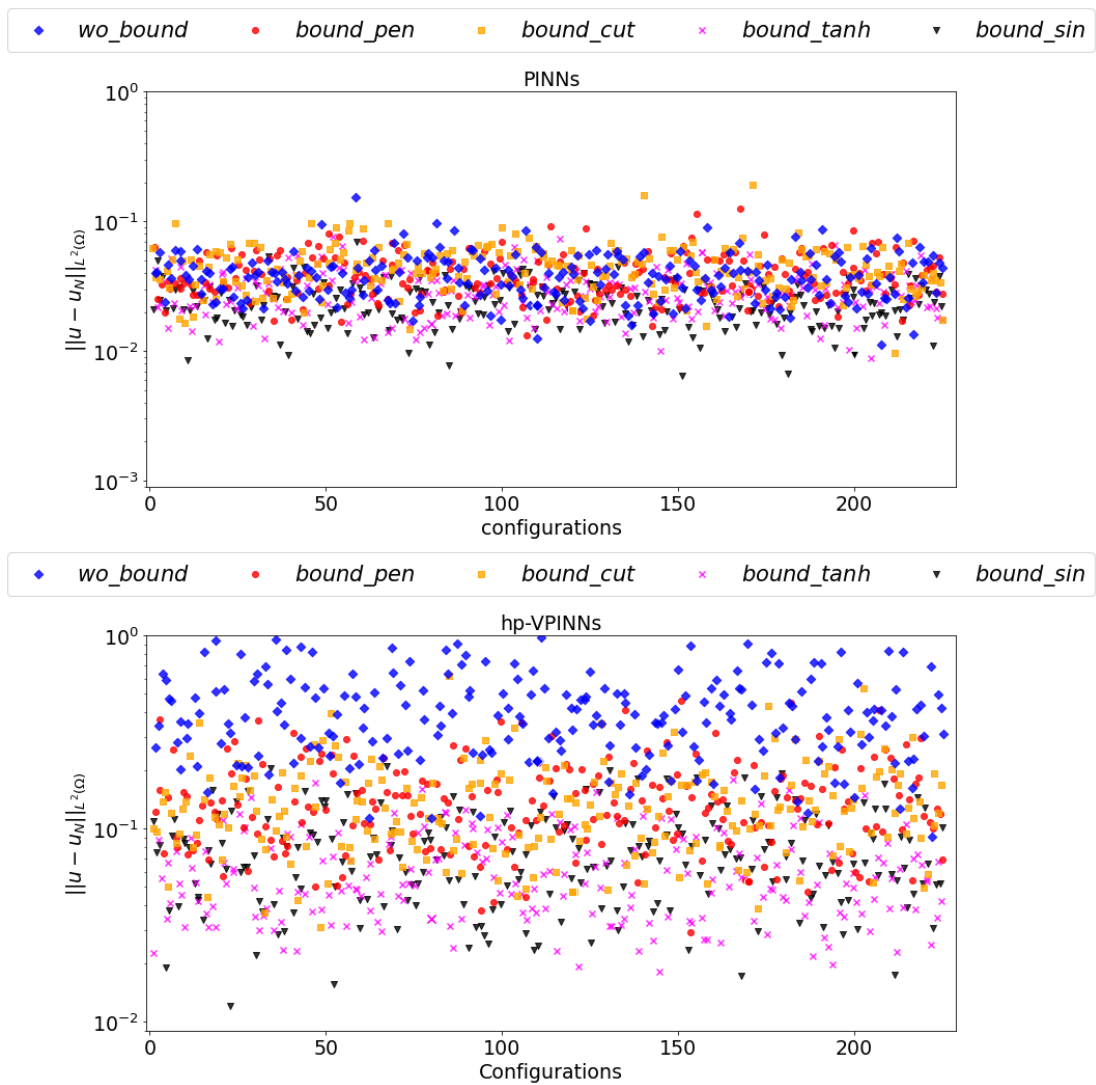 wo_bound bound_pen bound_cut bound_tanh bound_sin
PINNs
10^0
10^-1
10^-2
10^-3
||u − u_N||_{L^2(Ω)}
0 50 100 150 200
configurations
wo_bound bound_pen bound_cut bound_tanh bound_sin
hp-VPINNs
10^0
10^-1
10^-2
||u − u_N||_{L^2(Ω)}
0 50 100 150 200
Configurations